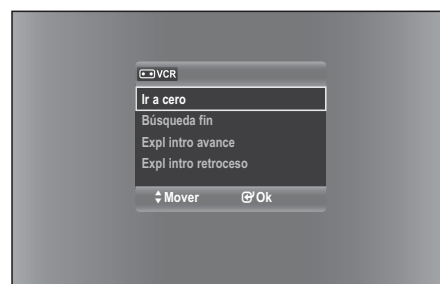 VCR
Ir a cero
Búsqueda fin
Expl intro avance
Expl intro retroceso
Mover Ok